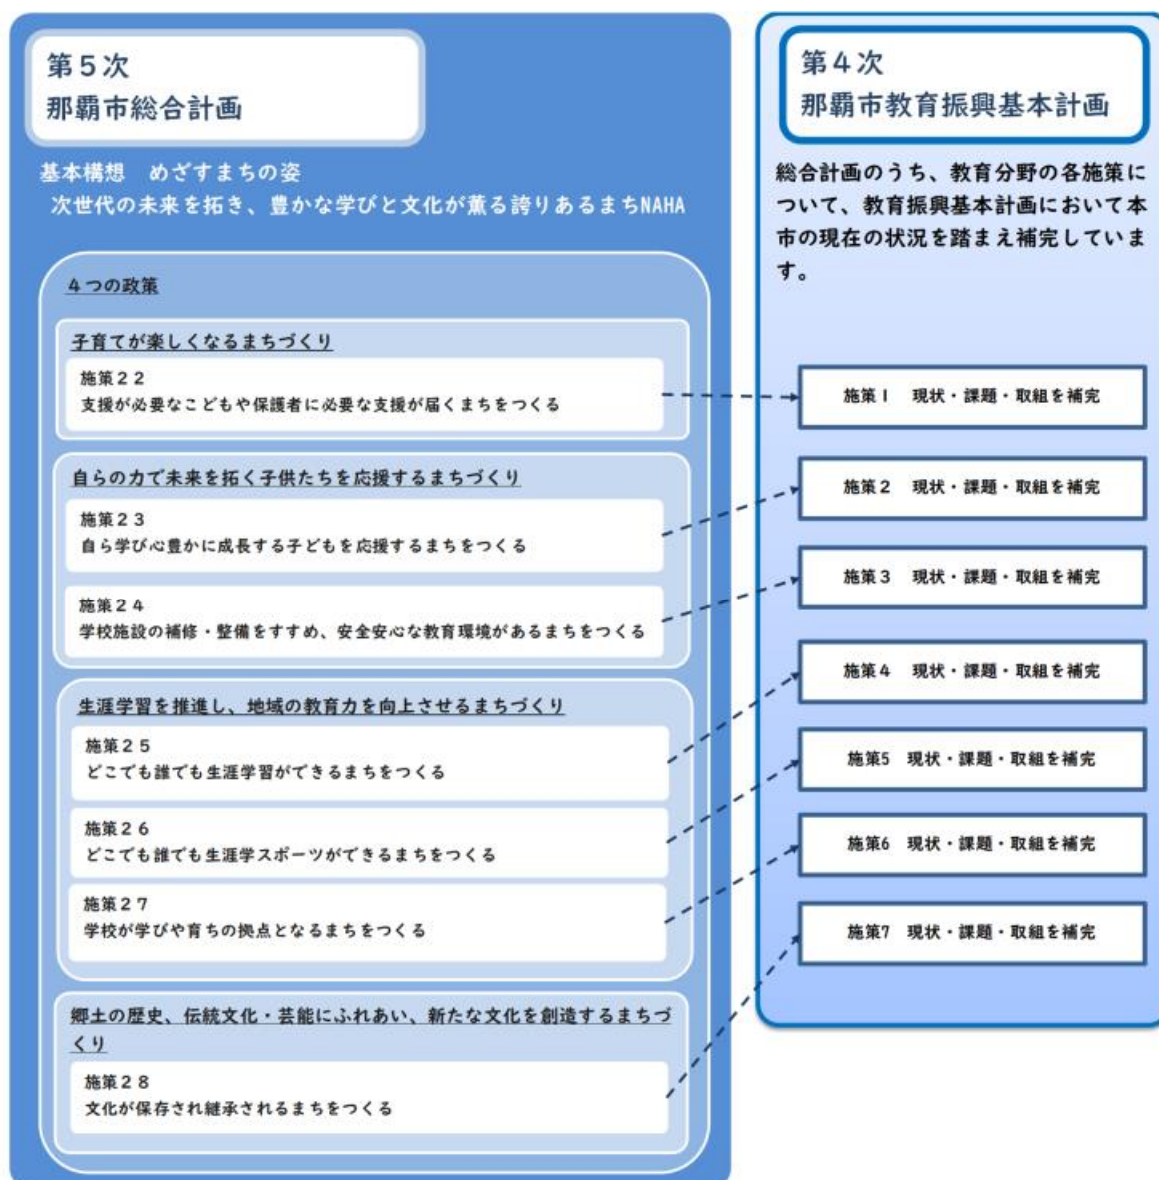 第５次
那覇市総合計画
基本構想　めざすまちの姿
次世代の未来を拓き、豊かな学びと文化が薫る誇りあるまちNAHA
４つの政策
子育てが楽しくなるまちづくり
施策２２
支援が必要なこどもや保護者に必要な支援が届くまちをつくる
自らの力で未来を拓く子供たちを応援するまちづくり
施策２３
自ら学び心豊かに成長する子どもを応援するまちをつくる
施策２４
学校施設の補修・整備をすすめ、安全安心な教育環境があるまちをつくる
生涯学習を推進し、地域の教育力を向上させるまちづくり
施策２５
どこでも誰でも生涯学習ができるまちをつくる
施策２６
どこでも誰でも生涯学スポーツができるまちをつくる
施策２７
学校が学びや育ちの拠点となるまちをつくる
郷土の歴史、伝統文化・芸能にふれあい、新たな文化を創造するまちづ
くり
施策２８
文化が保存され継承されるまちをつくる
第４次
那覇市教育振興基本計画
総合計画のうち、教育分野の各施策に
ついて、教育振興基本計画において本
市の現在の状況を踏まえ補完していま
す。
施策１　現状・課題・取組を補完
施策２　現状・課題・取組を補完
施策３　現状・課題・取組を補完
施策４　現状・課題・取組を補完
施策5　現状・課題・取組を補完
施策6　現状・課題・取組を補完
施策7　現状・課題・取組を補完